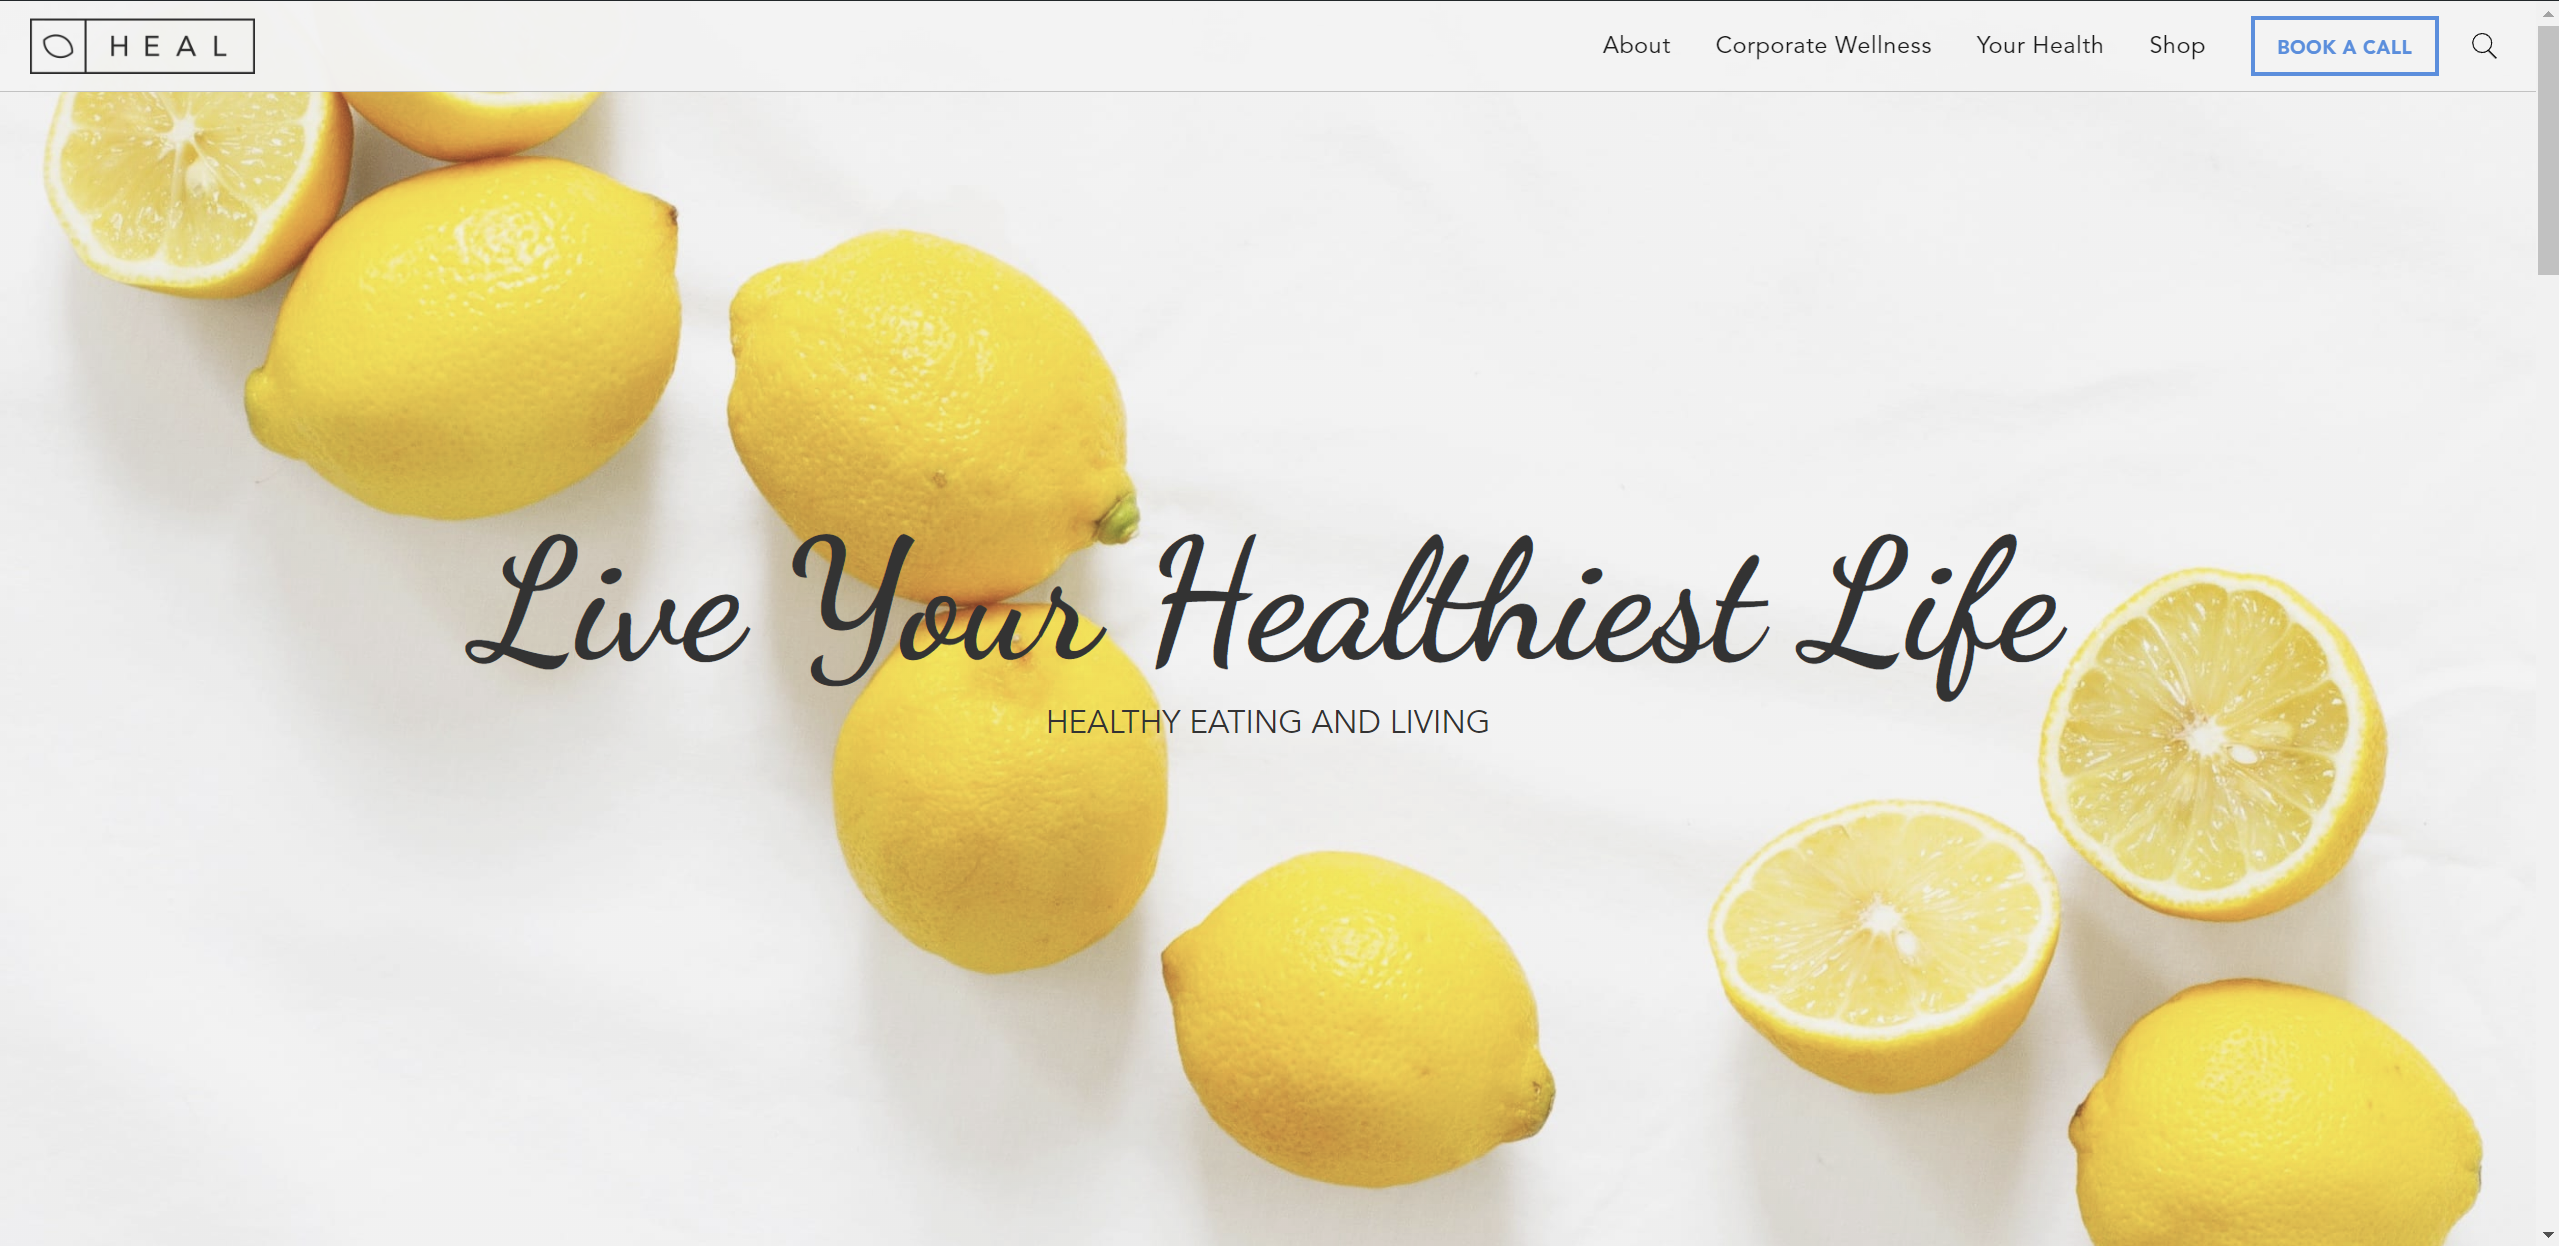 HEAL
About Corporate Wellness Your Health Shop BOOK A CALL
Live Your Healthiest Life
HEALTHY EATING AND LIVING